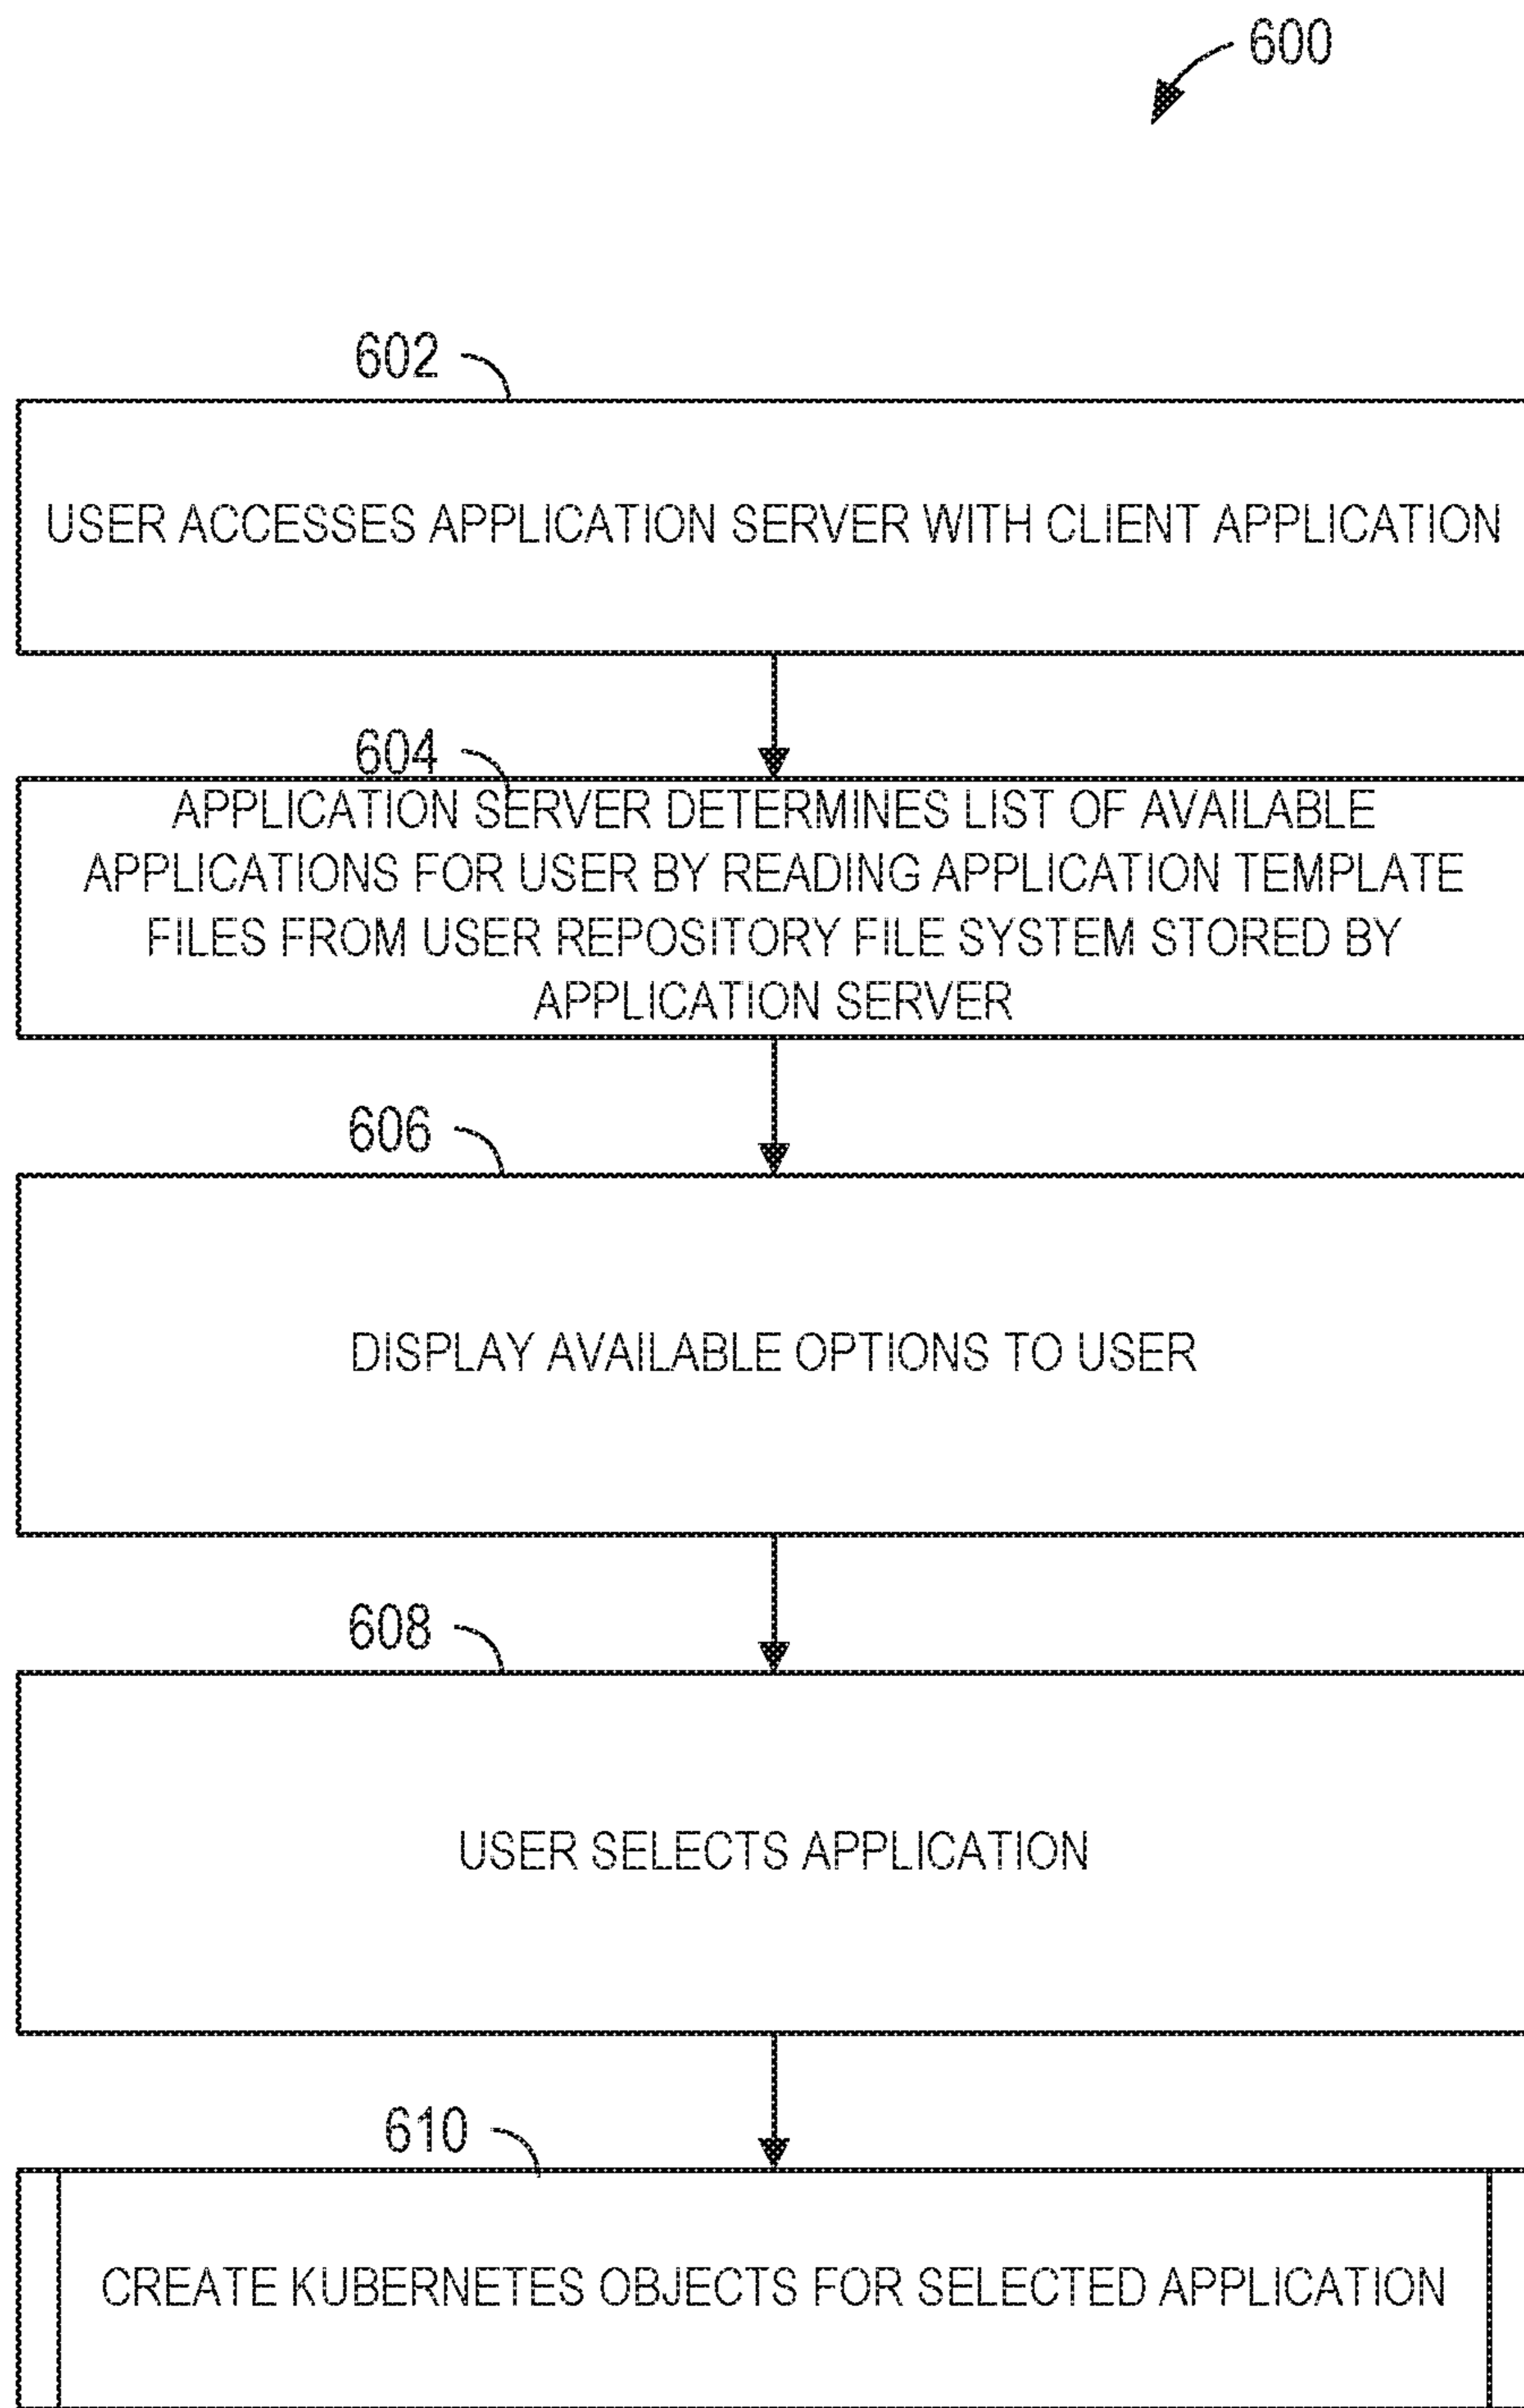 600
602
USER ACCESSES APPLICATION SERVER WITH CLIENT APPLICATION
604
APPLICATION SERVER DETERMINES LIST OF AVAILABLE
APPLICATIONS FOR USER BY READING APPLICATION TEMPLATE
FILES FROM USER REPOSITORY FILE SYSTEM STORED BY
APPLICATION SERVER
606
DISPLAY AVAILABLE OPTIONS TO USER
608
USER SELECTS APPLICATION
610
CREATE KUBERNETES OBJECTS FOR SELECTED APPLICATION